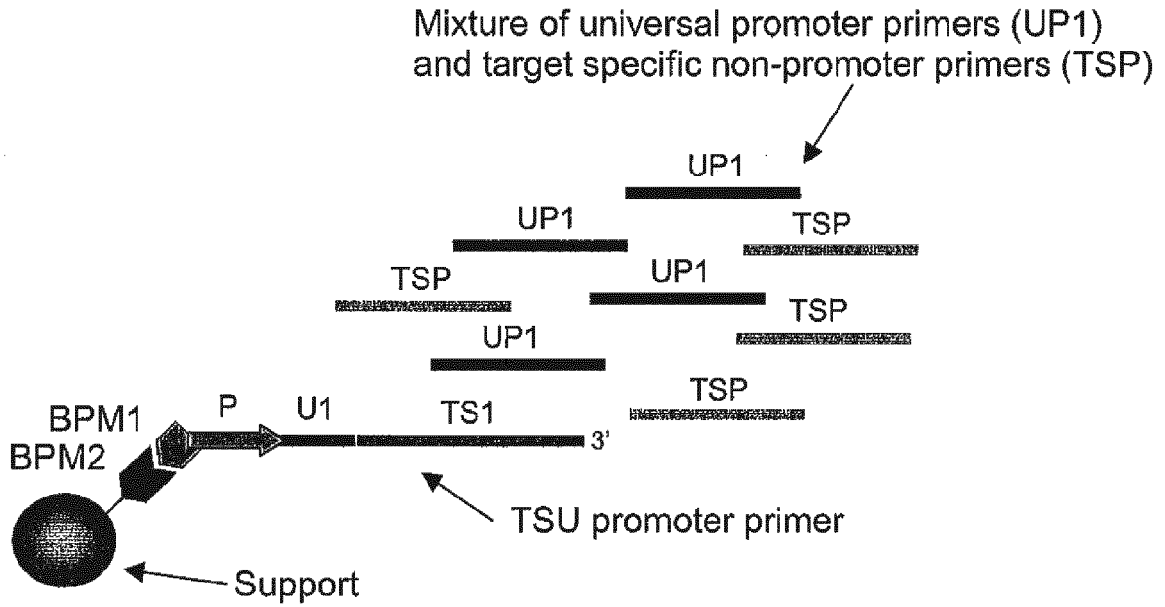 Mixture of universal promoter primers (UP1)
and target specific non-promoter primers (TSP)
UP1
UP1
TSP
TSP
UP1
TSP
UP1
TSP
BPM1
P
U1
TS1
3'
BPM2
TSU promoter primer
Support